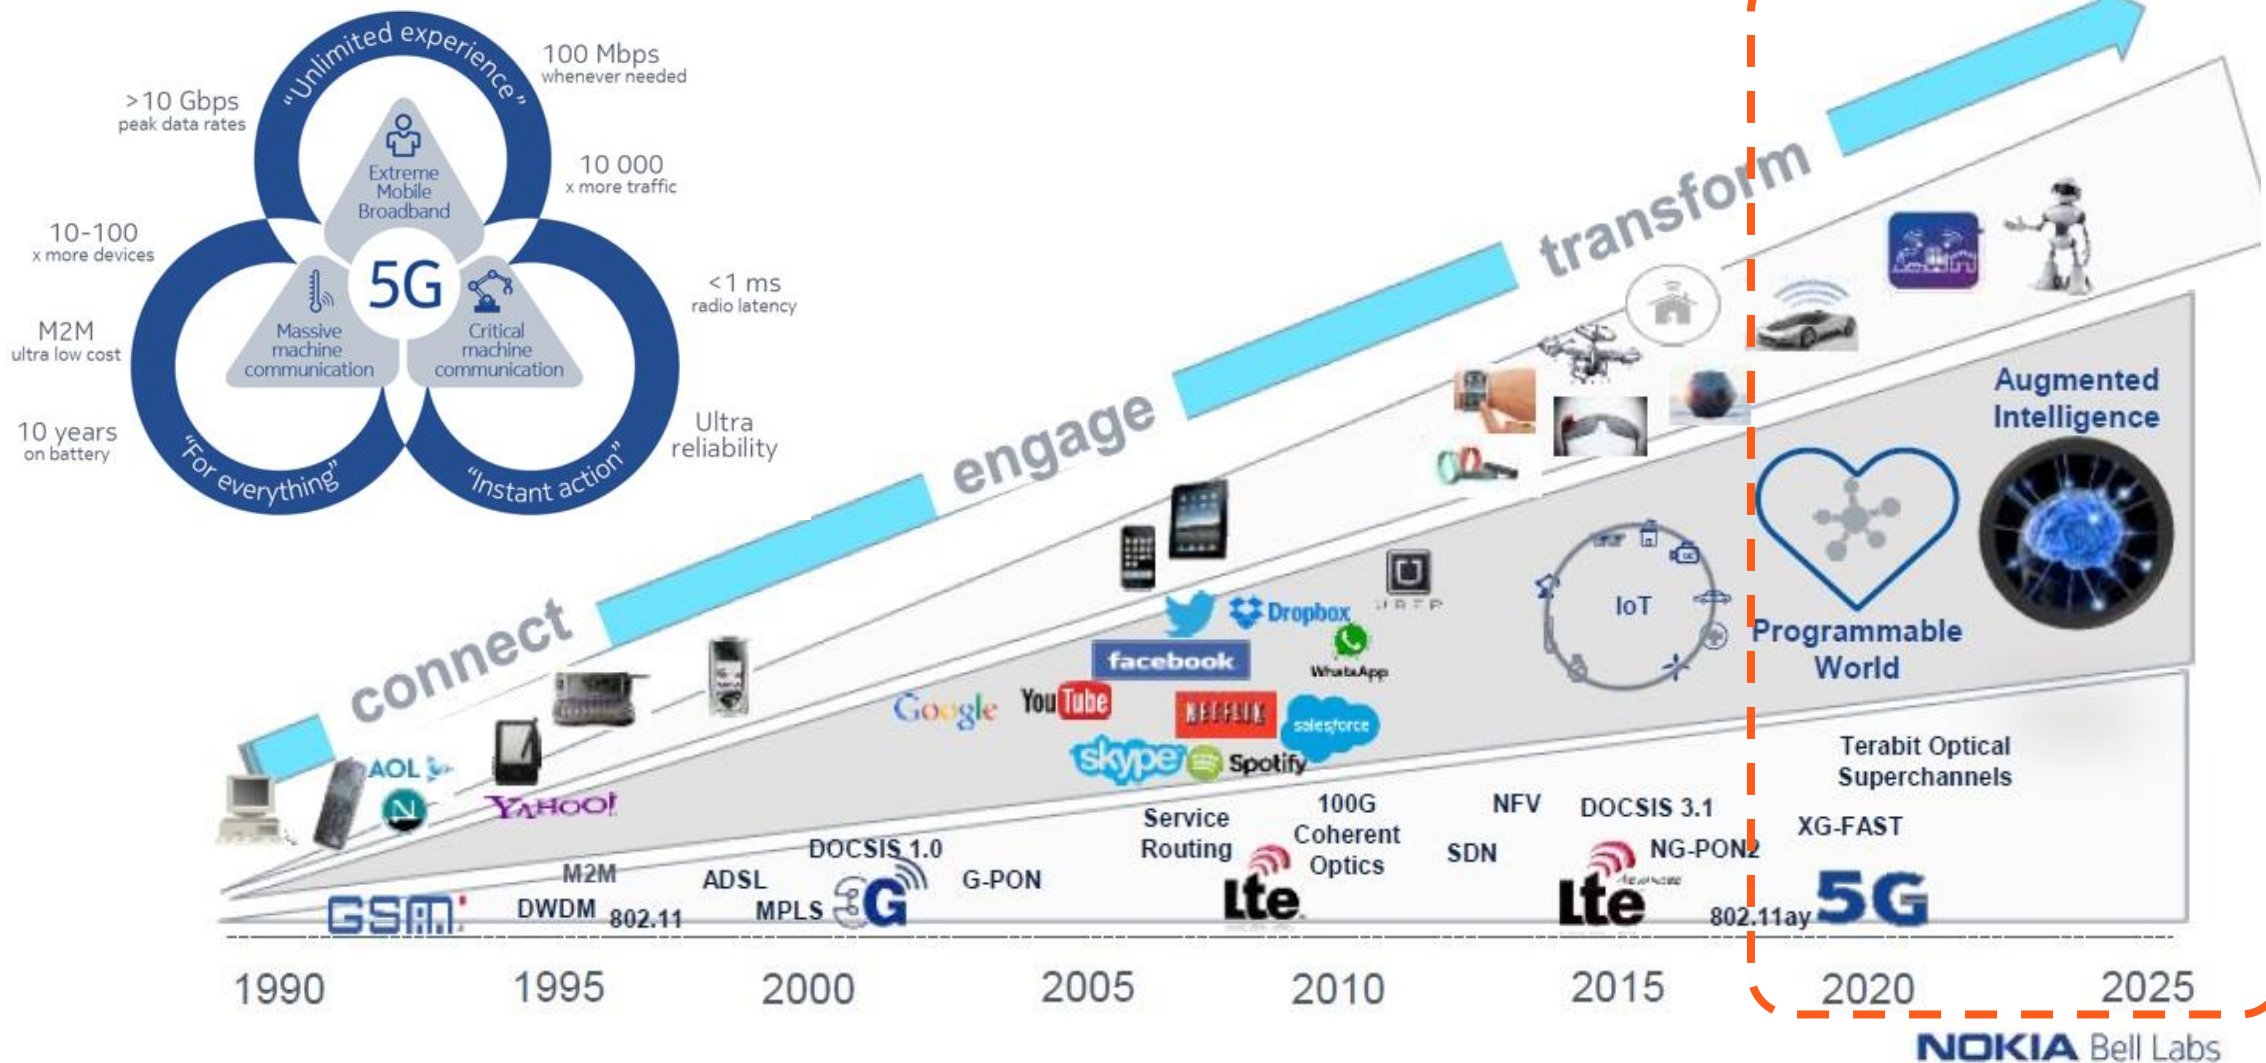 "Unlimited experience"
100 Mbps
whenever needed
>10 Gbps
peak data rates
10 000
x more traffic
Extreme
Mobile
Broadband
10-100
x more devices
5G
<1 ms
radio latency
M2M
ultra low cost
Massive
machine
communication
Critical
machine
communication
10 years
on battery
Ultra
reliability
"For everything"
"Instant action"
connect
engage
transform
Augmented
Intelligence
IoT
Programmable
World
UBER
Dropbox
facebook
WhatsApp
Google
YouTube
NETFLIX
salesforce
skype
Spotify
AOL
N
YAHOO!
Terabit Optical
Superchannels
XG-FAST
Service
Routing
100G
Coherent
Optics
NFV
DOCSIS 3.1
SDN
NG-PON2
DOCSIS 1.0
M2M
ADSL
G-PON
GSM
DWDM
802.11
MPLS
3G
Lte
Lte
Advanced
802.11ay
5G
1990
1995
2000
2005
2010
2015
2020
2025
NOKIA Bell Labs